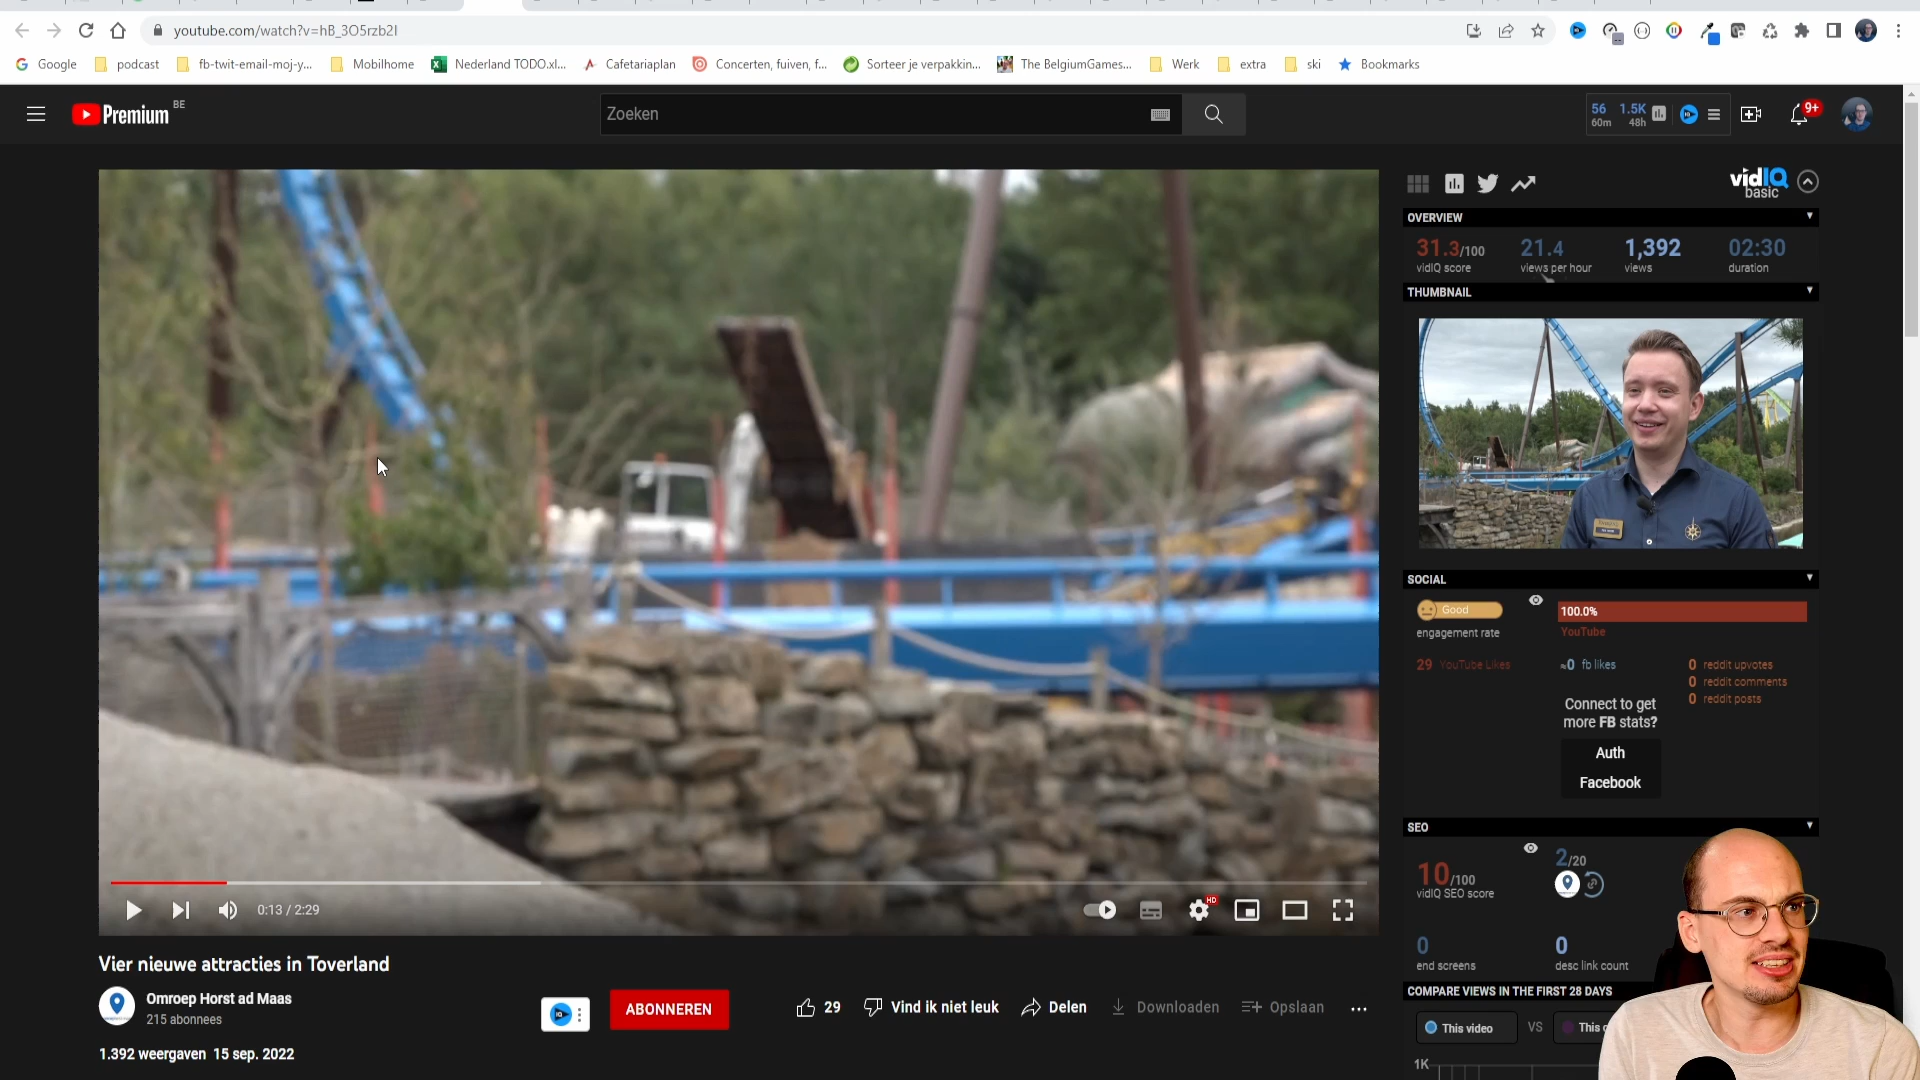 youtube.com/watch?v=hB_3O5rzb2I
Google podcast fb-twit-email-moj-y... Mobilhome Nederland TODO.xl... Cafetariaplan Concerten, fuiven, f... Sorteer je verpakkin... The BelgiumGames... Werk extra ski Bookmarks
Premium BE
Zoeken
56 1.5K
60m 48h
9+
vidIQ
basic
OVERVIEW
31.3/100 21.4 1,392 02:30
vidIQ score views per hour views duration
THUMBNAIL
SOCIAL
Good
100.0%
engagement rate YouTube
29 YouTube Likes ≈0 fb likes 0 reddit upvotes
0 reddit comments
0 reddit posts
Connect to get
more FB stats?
Auth
Facebook
SEO
10/100 2/20
vidIQ SEO score
0 0
end screens desc link count
COMPARE VIEWS IN THE FIRST 28 DAYS
This video VS This c
1K
0:13 / 2:29
HD
Vier nieuwe attracties in Toverland
Omroep Horst ad Maas
215 abonnees
ABONNEREN
29 Vind ik niet leuk Delen Downloaden Opslaan
1.392 weergaven 15 sep. 2022